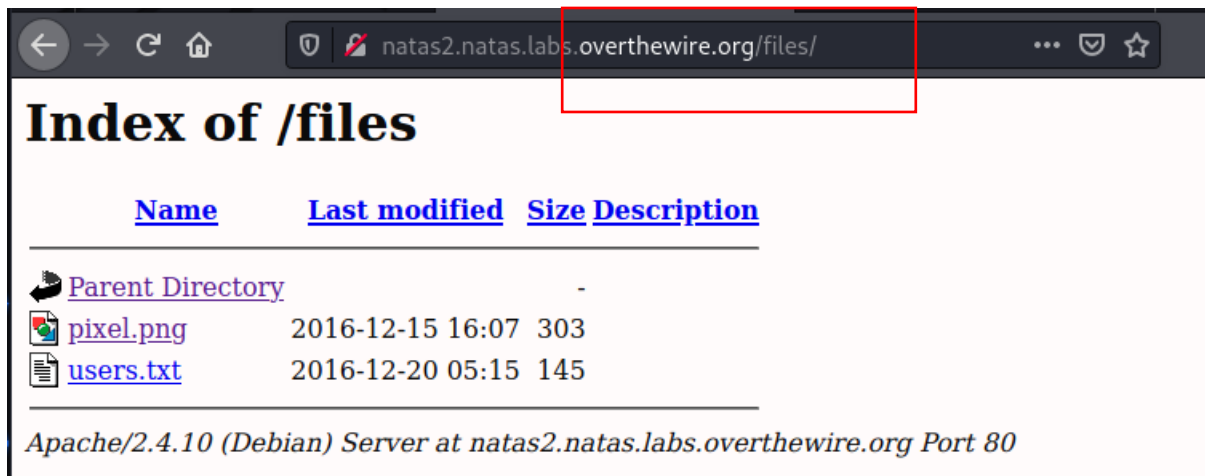 natas2.natas.labs.overthewire.org/files/
Index of /files
Name Last modified Size Description
Parent Directory -
pixel.png 2016-12-15 16:07 303
users.txt 2016-12-20 05:15 145
Apache/2.4.10 (Debian) Server at natas2.natas.labs.overthewire.org Port 80